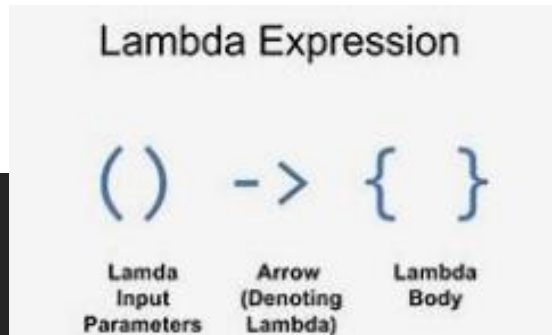 Lambda Expression
() -> { }
Lamda Input Parameters
Arrow (Denoting Lambda)
Lambda Body